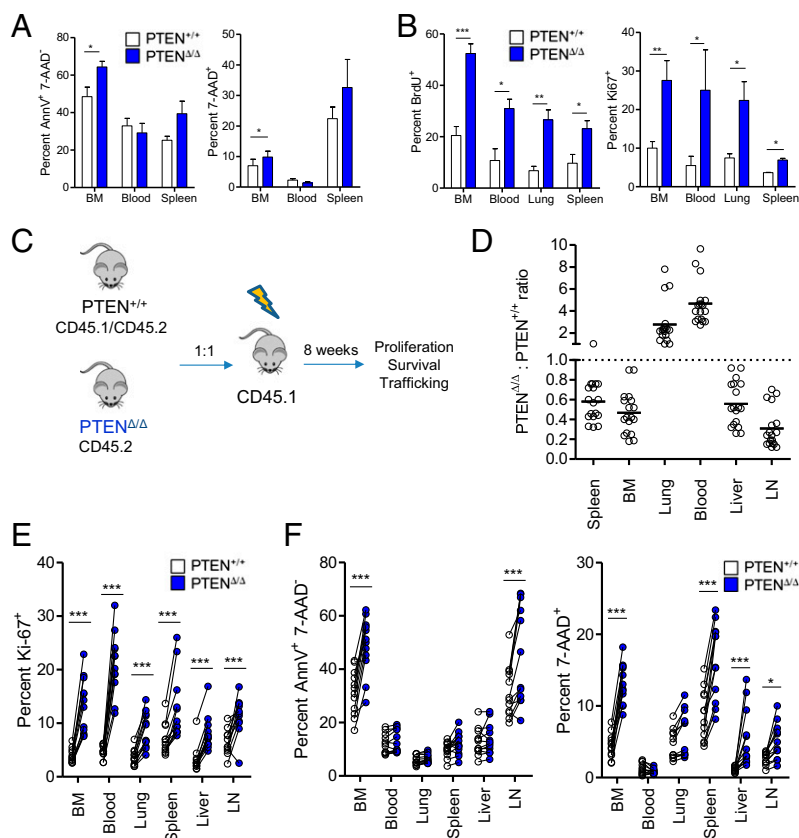 A
PTEN+/+
PTENΔ/Δ
Percent AnnV+ 7-AAD-
80
60
40
20
0
*
BM
Blood
Spleen
Percent 7-AAD+
50
40
30
20
10
0
*
BM
Blood
Spleen
B
PTEN+/+
PTENΔ/Δ
Percent BrdU+
60
40
20
0
***
*
**
*
BM
Blood
Lung
Spleen
Percent Ki67+
40
30
20
10
0
**
*
*
*
BM
Blood
Lung
Spleen
C
PTEN+/+
CD45.1/CD45.2
PTENΔ/Δ
CD45.2
1:1
CD45.1
8 weeks
Proliferation
Survival
Trafficking
D
PTENΔ/Δ : PTEN+/+ ratio
10
8
6
4
2
1.0
0.8
0.6
0.4
0.2
0.0
Spleen
BM
Lung
Blood
Liver
LN
E
PTEN+/+
PTENΔ/Δ
Percent Ki-67+
40
30
20
10
0
***
***
***
***
***
***
BM
Blood
Lung
Spleen
Liver
LN
F
Percent AnnV+ 7-AAD-
80
60
40
20
0
***
***
BM
Blood
Lung
Spleen
Liver
LN
PTEN+/+
PTENΔ/Δ
Percent 7-AAD+
30
20
10
0
***
***
***
*
BM
Blood
Lung
Spleen
Liver
LN